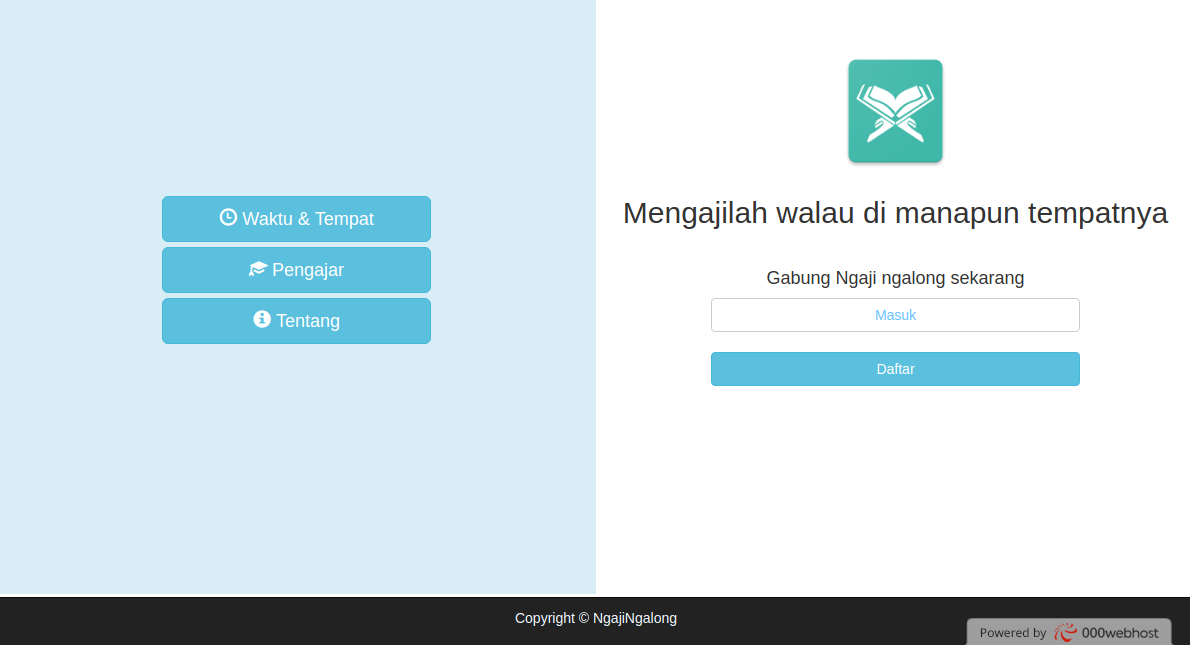 Waktu & Tempat
Pengajar
Tentang
Mengajilah walau di manapun tempatnya
Gabung Ngaji ngalong sekarang
Masuk
Daftar
Copyright © NgajiNgalong
Powered by 000webhost